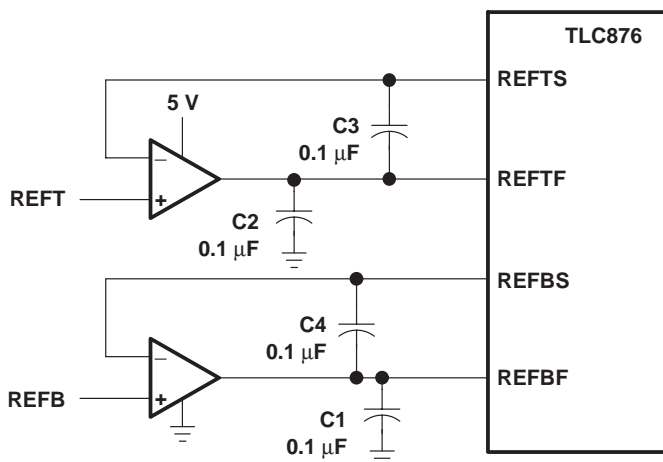 TLC876
REFTS
5 V
C3
0.1 μF
–
+
REFT
REFTF
C2
0.1 μF
REFBS
C4
0.1 μF
–
+
REFB
REFBF
C1
0.1 μF